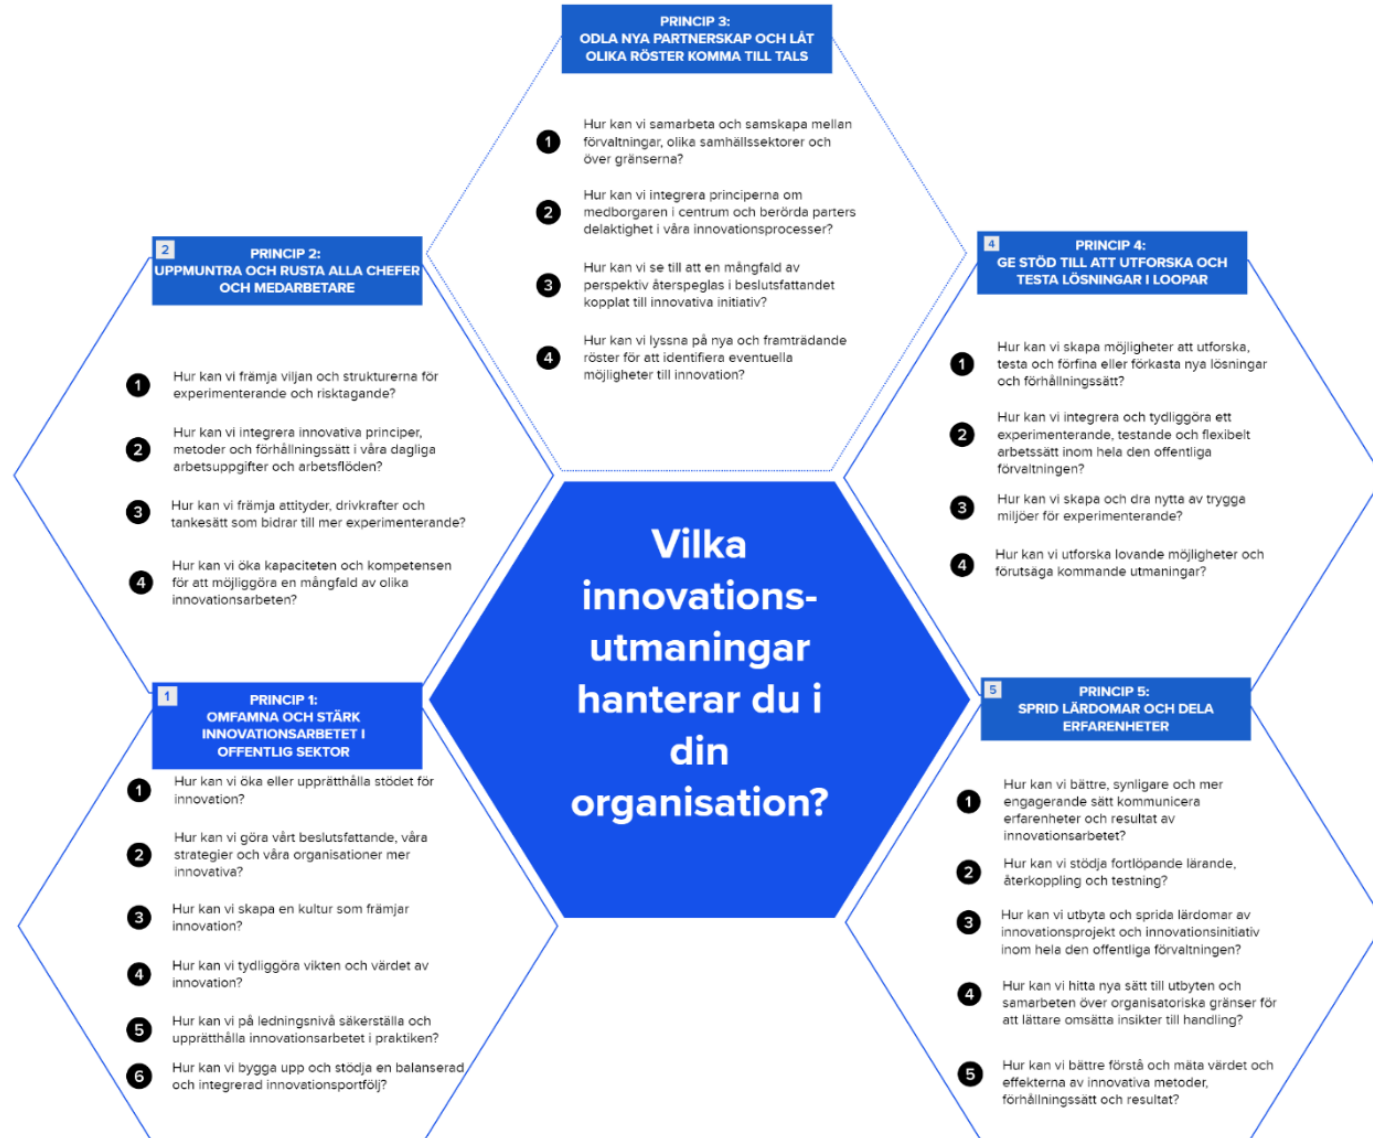 PRINCIP 3:
ODLA NYA PARTNERSKAP OCH LÅT
OLIKA RÖSTER KOMMA TILL TALS
1
Hur kan vi samarbeta och samskapa mellan
förvaltningar, olika samhällssektorer och
över gränserna?
2
Hur kan vi integrera principerna om
medborgaren i centrum och berörda parters
delaktighet i våra innovationsprocesser?
3
Hur kan vi se till att en mångfald av
perspektiv återspeglas i beslutsfattandet
kopplat till innovativa initiativ?
4
Hur kan vi lyssna på nya och framträdande
röster för att identifiera eventuella
möjligheter till innovation?
2
PRINCIP 2:
UPPMUNTRA OCH RUSTA ALLA CHEFER
OCH MEDARBETARE
1
Hur kan vi främja viljan och strukturerna för
experimenterande och risktagande?
2
Hur kan vi integrera innovativa principer,
metoder och förhållningssätt i våra dagliga
arbetsuppgifter och arbetsflöden?
3
Hur kan vi främja attityder, drivkrafter och
tankesätt som bidrar till mer experimenterande?
4
Hur kan vi öka kapaciteten och kompetensen
för att möjliggöra en mångfald av olika
innovationsarbeten?
4
PRINCIP 4:
GE STÖD TILL ATT UTFORSKA OCH
TESTA LÖSNINGAR I LOOPAR
1
Hur kan vi skapa möjligheter att utforska,
testa och förfina eller förkasta nya lösningar
och förhållningssätt?
2
Hur kan vi integrera och tydliggöra ett
experimenterande, testande och flexibelt
arbetssätt inom hela den offentliga
förvaltningen?
3
Hur kan vi skapa och dra nytta av trygga
miljöer för experimenterande?
4
Hur kan vi utforska lovande möjligheter och
förutsäga kommande utmaningar?
Vilka
innovations-
utmaningar
hanterar du i
din
organisation?
1
PRINCIP 1:
OMFAMNA OCH STÄRK
INNOVATIONSARBETET I
OFFENTLIG SEKTOR
1
Hur kan vi öka eller upprätthålla stödet för
innovation?
2
Hur kan vi göra vårt beslutsfattande, våra
strategier och våra organisationer mer
innovativa?
3
Hur kan vi skapa en kultur som främjar
innovation?
4
Hur kan vi tydliggöra vikten och värdet av
innovation?
5
Hur kan vi på ledningsnivå säkerställa och
upprätthålla innovationsarbetet i praktiken?
6
Hur kan vi bygga upp och stödja en balanserad
och integrerad innovationsportfölj?
5
PRINCIP 5:
SPRID LÄRDOMAR OCH DELA
ERFARENHETER
1
Hur kan vi bättre, synligare och mer
engagerande sätt kommunicera
erfarenheter och resultat av
innovationsarbetet?
2
Hur kan vi stödja fortlöpande lärande,
återkoppling och testning?
3
Hur kan vi utbyta och sprida lärdomar av
innovationsprojekt och innovationsinitiativ
inom hela den offentliga förvaltningen?
4
Hur kan vi hitta nya sätt till utbyten och
samarbeten över organisatoriska gränser för
att lättare omsätta insikter till handling?
5
Hur kan vi bättre förstå och mäta värdet och
effekterna av innovativa metoder,
förhållningssätt och resultat?